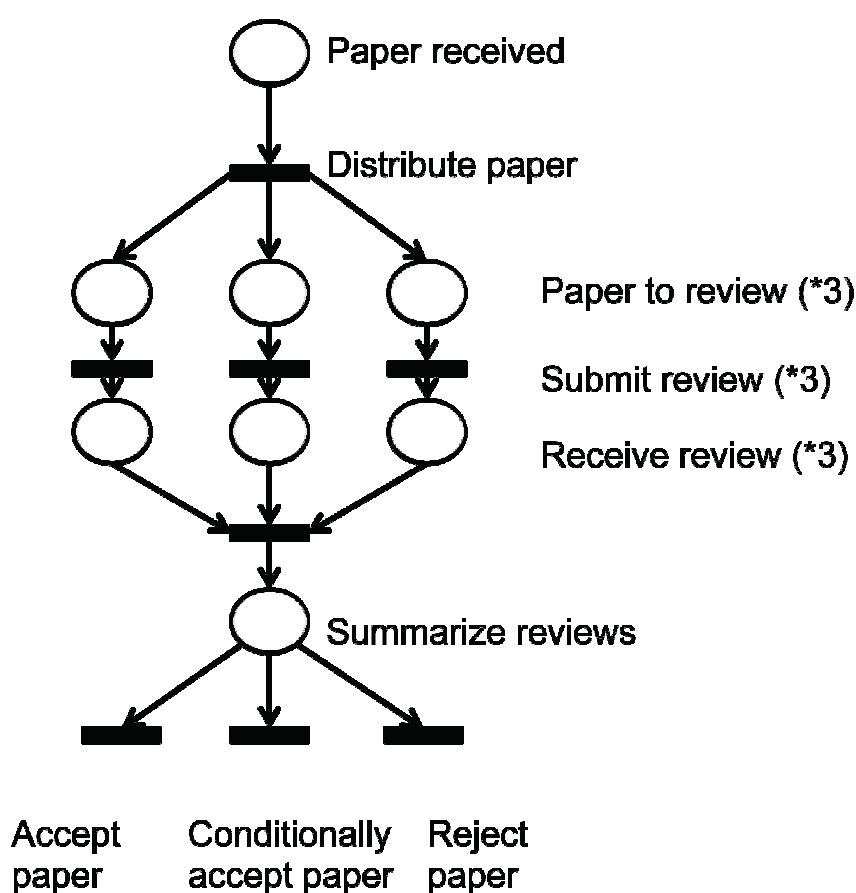 Paper received
Distribute paper
Paper to review (*3)
Submit review (*3)
Receive review (*3)
Summarize reviews
Accept
paper
Conditionally
accept paper
Reject
paper